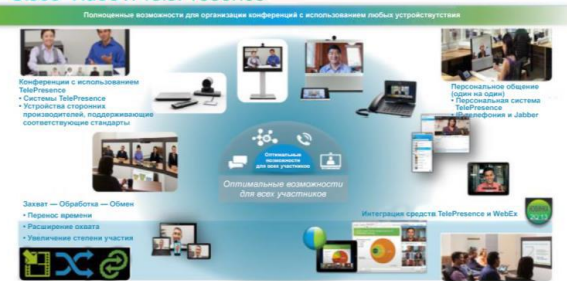 Полноценные возможности для организации конференций с использованием любых устройствутствия
Конференции с использованием
TelePresence
• Системы TelePresence
• Устройства сторонних
производителей, поддерживающие
соответствующие стандарты
Персональное общение
(один на один)
• Персональная система
TelePresence
• IP-телефония и Jabber
Оптимальные
возможности
для всех участников
Оптимальные возможности
для всех участников
Захват — Обработка — Обмен
• Перенос времени
• Расширение охвата
• Увеличение степени участия
Интеграция средств TelePresence и WebEx